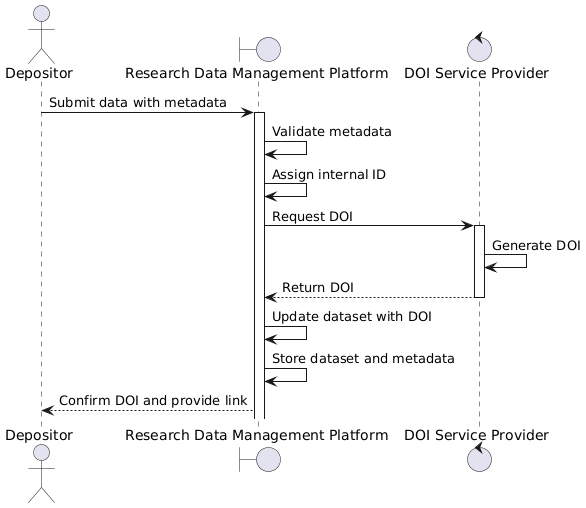 Depositor
Research Data Management Platform
DOI Service Provider
Submit data with metadata
Validate metadata
Assign internal ID
Request DOI
Generate DOI
Return DOI
Update dataset with DOI
Store dataset and metadata
Confirm DOI and provide link
Depositor
Research Data Management Platform
DOI Service Provider